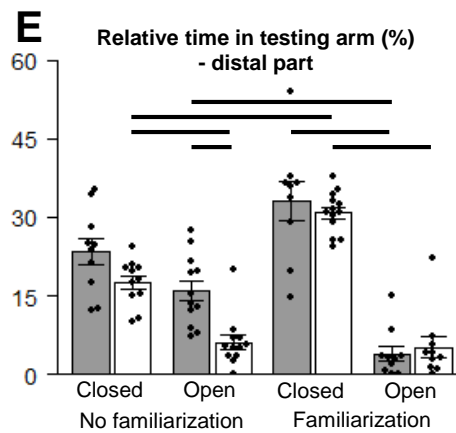 E
Relative time in testing arm (%)
- distal part
60
45
30
15
0
Closed Open Closed Open
No familiarization Familiarization